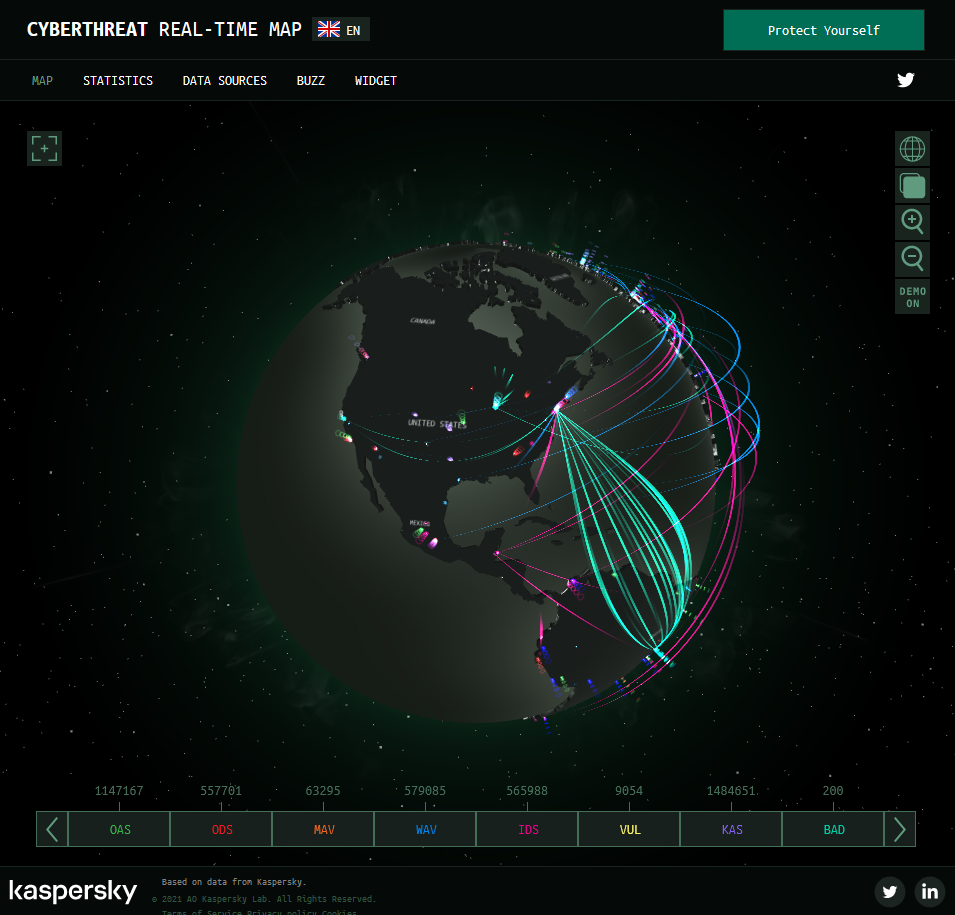 CYBERTHREAT REAL-TIME MAP EN
Protect Yourself
MAP STATISTICS DATA SOURCES BUZZ WIDGET
DEMO
ON
CANADA
UNITED STATES
MEXICO
1147167 557701 63295 579085 565988 9054 1484651 200
OAS ODS MAV WAV IDS VUL KAS BAD
kaspersky
Based on data from Kaspersky.
© 2021 AO Kaspersky Lab. All Rights Reserved.
Terms of Service Privacy policy Cookies